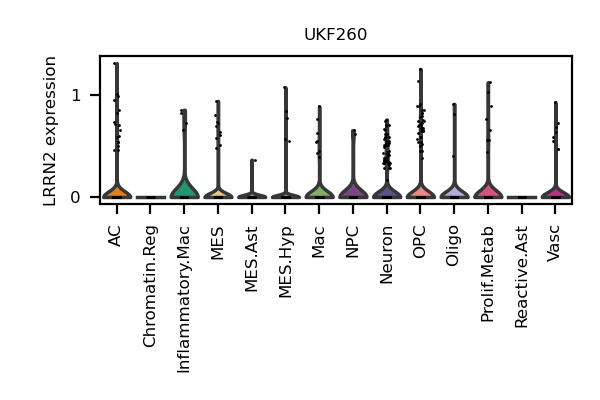 UKF260
LRRN2 expression
1
0
AC
Chromatin.Reg
Inflammatory.Mac
MES
MES.Ast
MES.Hyp
Mac
NPC
Neuron
OPC
Oligo
Prolif.Metab
Reactive.Ast
Vasc